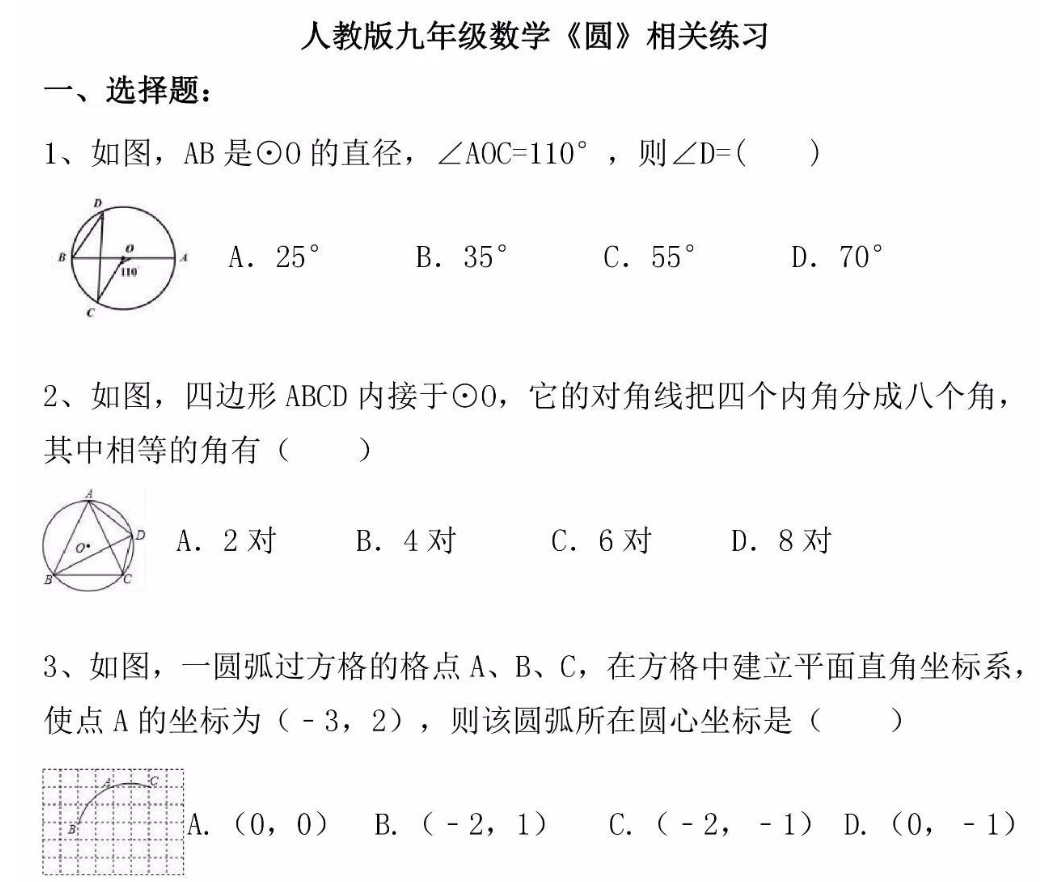 人教版九年级数学《圆》相关练习
一、选择题：
1、如图，AB 是⊙O 的直径，∠AOC=110°，则∠D=(　　)
D
B O A
110
C
A. 25°　B. 35°　C. 55°　D. 70°
2、如图，四边形 ABCD 内接于⊙O，它的对角线把四个内角分成八个角，
其中相等的角有（　　）
A
D
O
B C
A. 2 对　B. 4 对　C. 6 对　D. 8 对
3、如图，一圆弧过方格的格点 A、B、C，在方格中建立平面直角坐标系，
使点 A 的坐标为（﹣3，2），则该圆弧所在圆心坐标是（　　）
A C
B
A.（0，0）　B.（﹣2，1）　C.（﹣2，﹣1）　D.（0，﹣1）